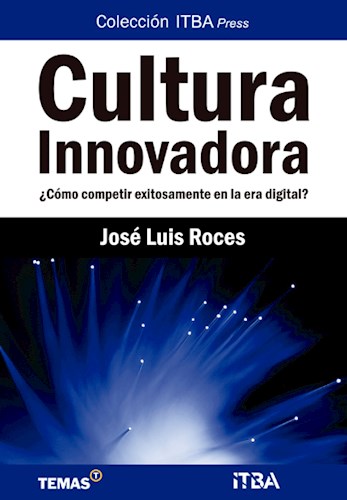 Colección ITBA Press
Cultura
Innovadora
¿Cómo competir exitosamente en la era digital?
José Luis Roces
TEMAS T
ITBA